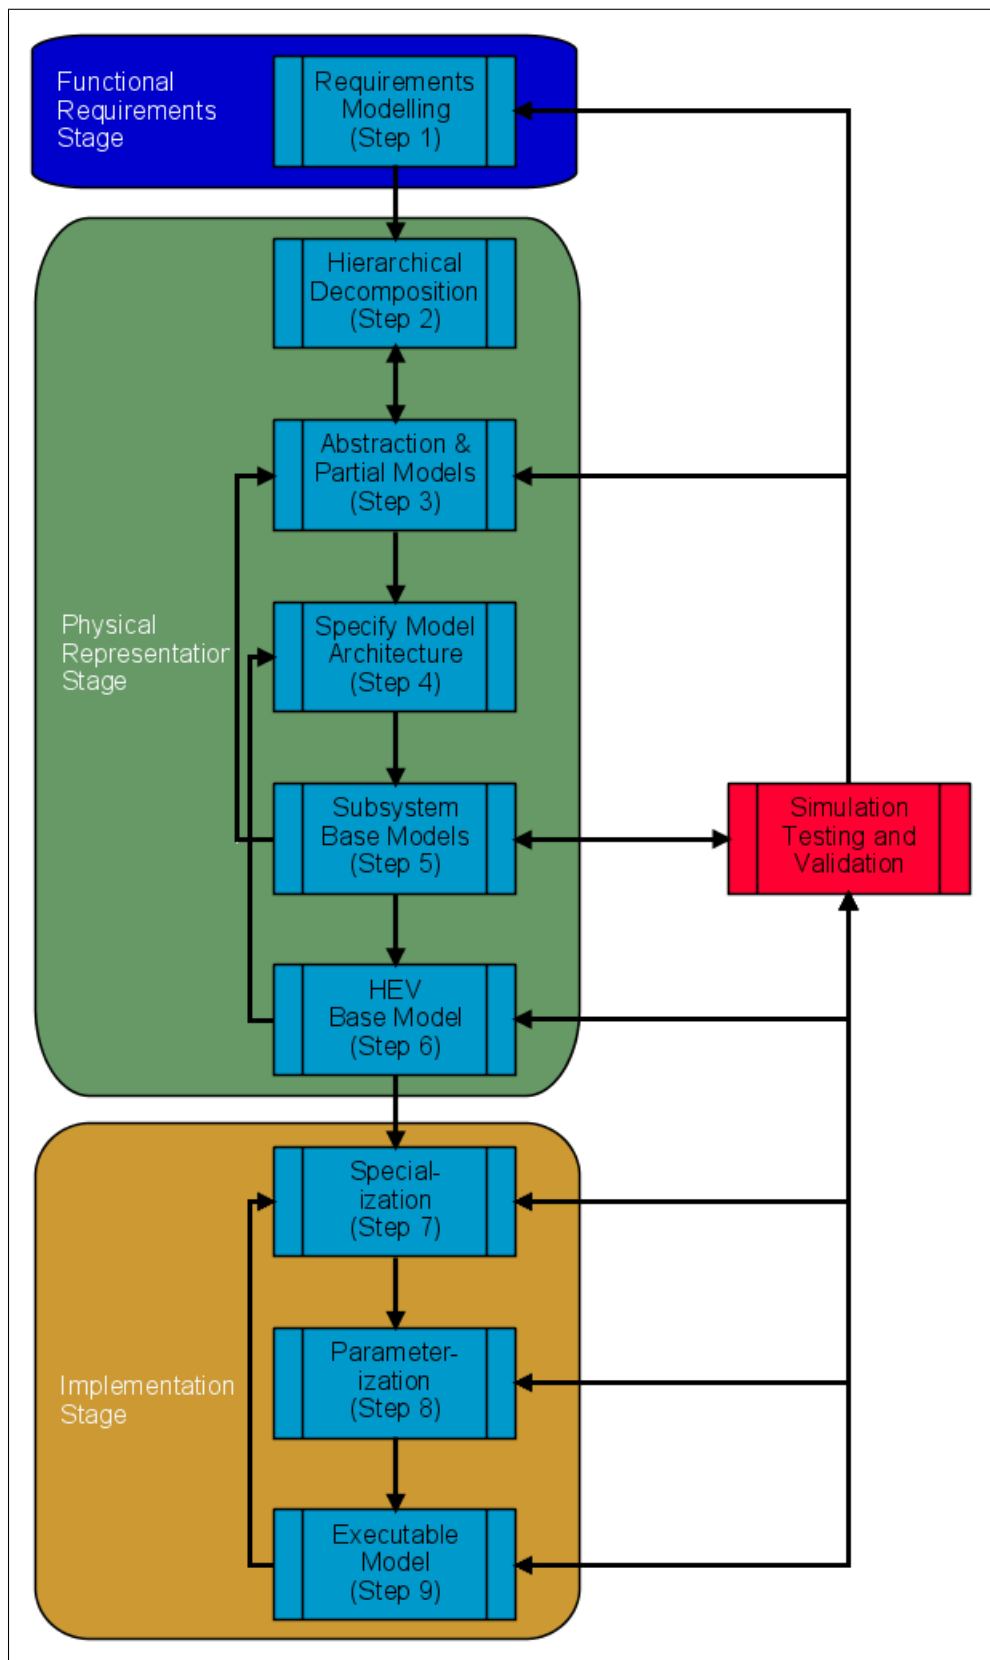 Functional
Requirements
Stage
Requirements
Modelling
(Step 1)
Hierarchical
Decomposition
(Step 2)
Abstraction &
Partial Models
(Step 3)
Physical
Representation
Stage
Specify Model
Architecture
(Step 4)
Subsystem
Base Models
(Step 5)
Simulation
Testing and
Validation
HEV
Base Model
(Step 6)
Special-
ization
(Step 7)
Implementation
Stage
Parameter-
ization
(Step 8)
Executable
Model
(Step 9)